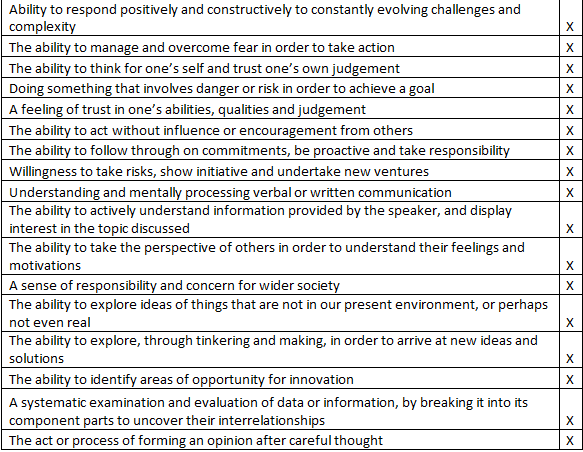 Ability to respond positively and constructively to constantly evolving challenges and
complexity X
The ability to manage and overcome fear in order to take action X
The ability to think for one's self and trust one's own judgement X
Doing something that involves danger or risk in order to achieve a goal X
A feeling of trust in one's abilities, qualities and judgement X
The ability to act without influence or encouragement from others X
The ability to follow through on commitments, be proactive and take responsibility X
Willingness to take risks, show initiative and undertake new ventures X
Understanding and mentally processing verbal or written communication X
The ability to actively understand information provided by the speaker, and display
interest in the topic discussed X
The ability to take the perspective of others in order to understand their feelings and
motivations X
A sense of responsibility and concern for wider society X
The ability to explore ideas of things that are not in our present environment, or perhaps
not even real X
The ability to explore, through tinkering and making, in order to arrive at new ideas and
solutions X
The ability to identify areas of opportunity for innovation X
A systematic examination and evaluation of data or information, by breaking it into its
component parts to uncover their interrelationships X
The act or process of forming an opinion after careful thought X